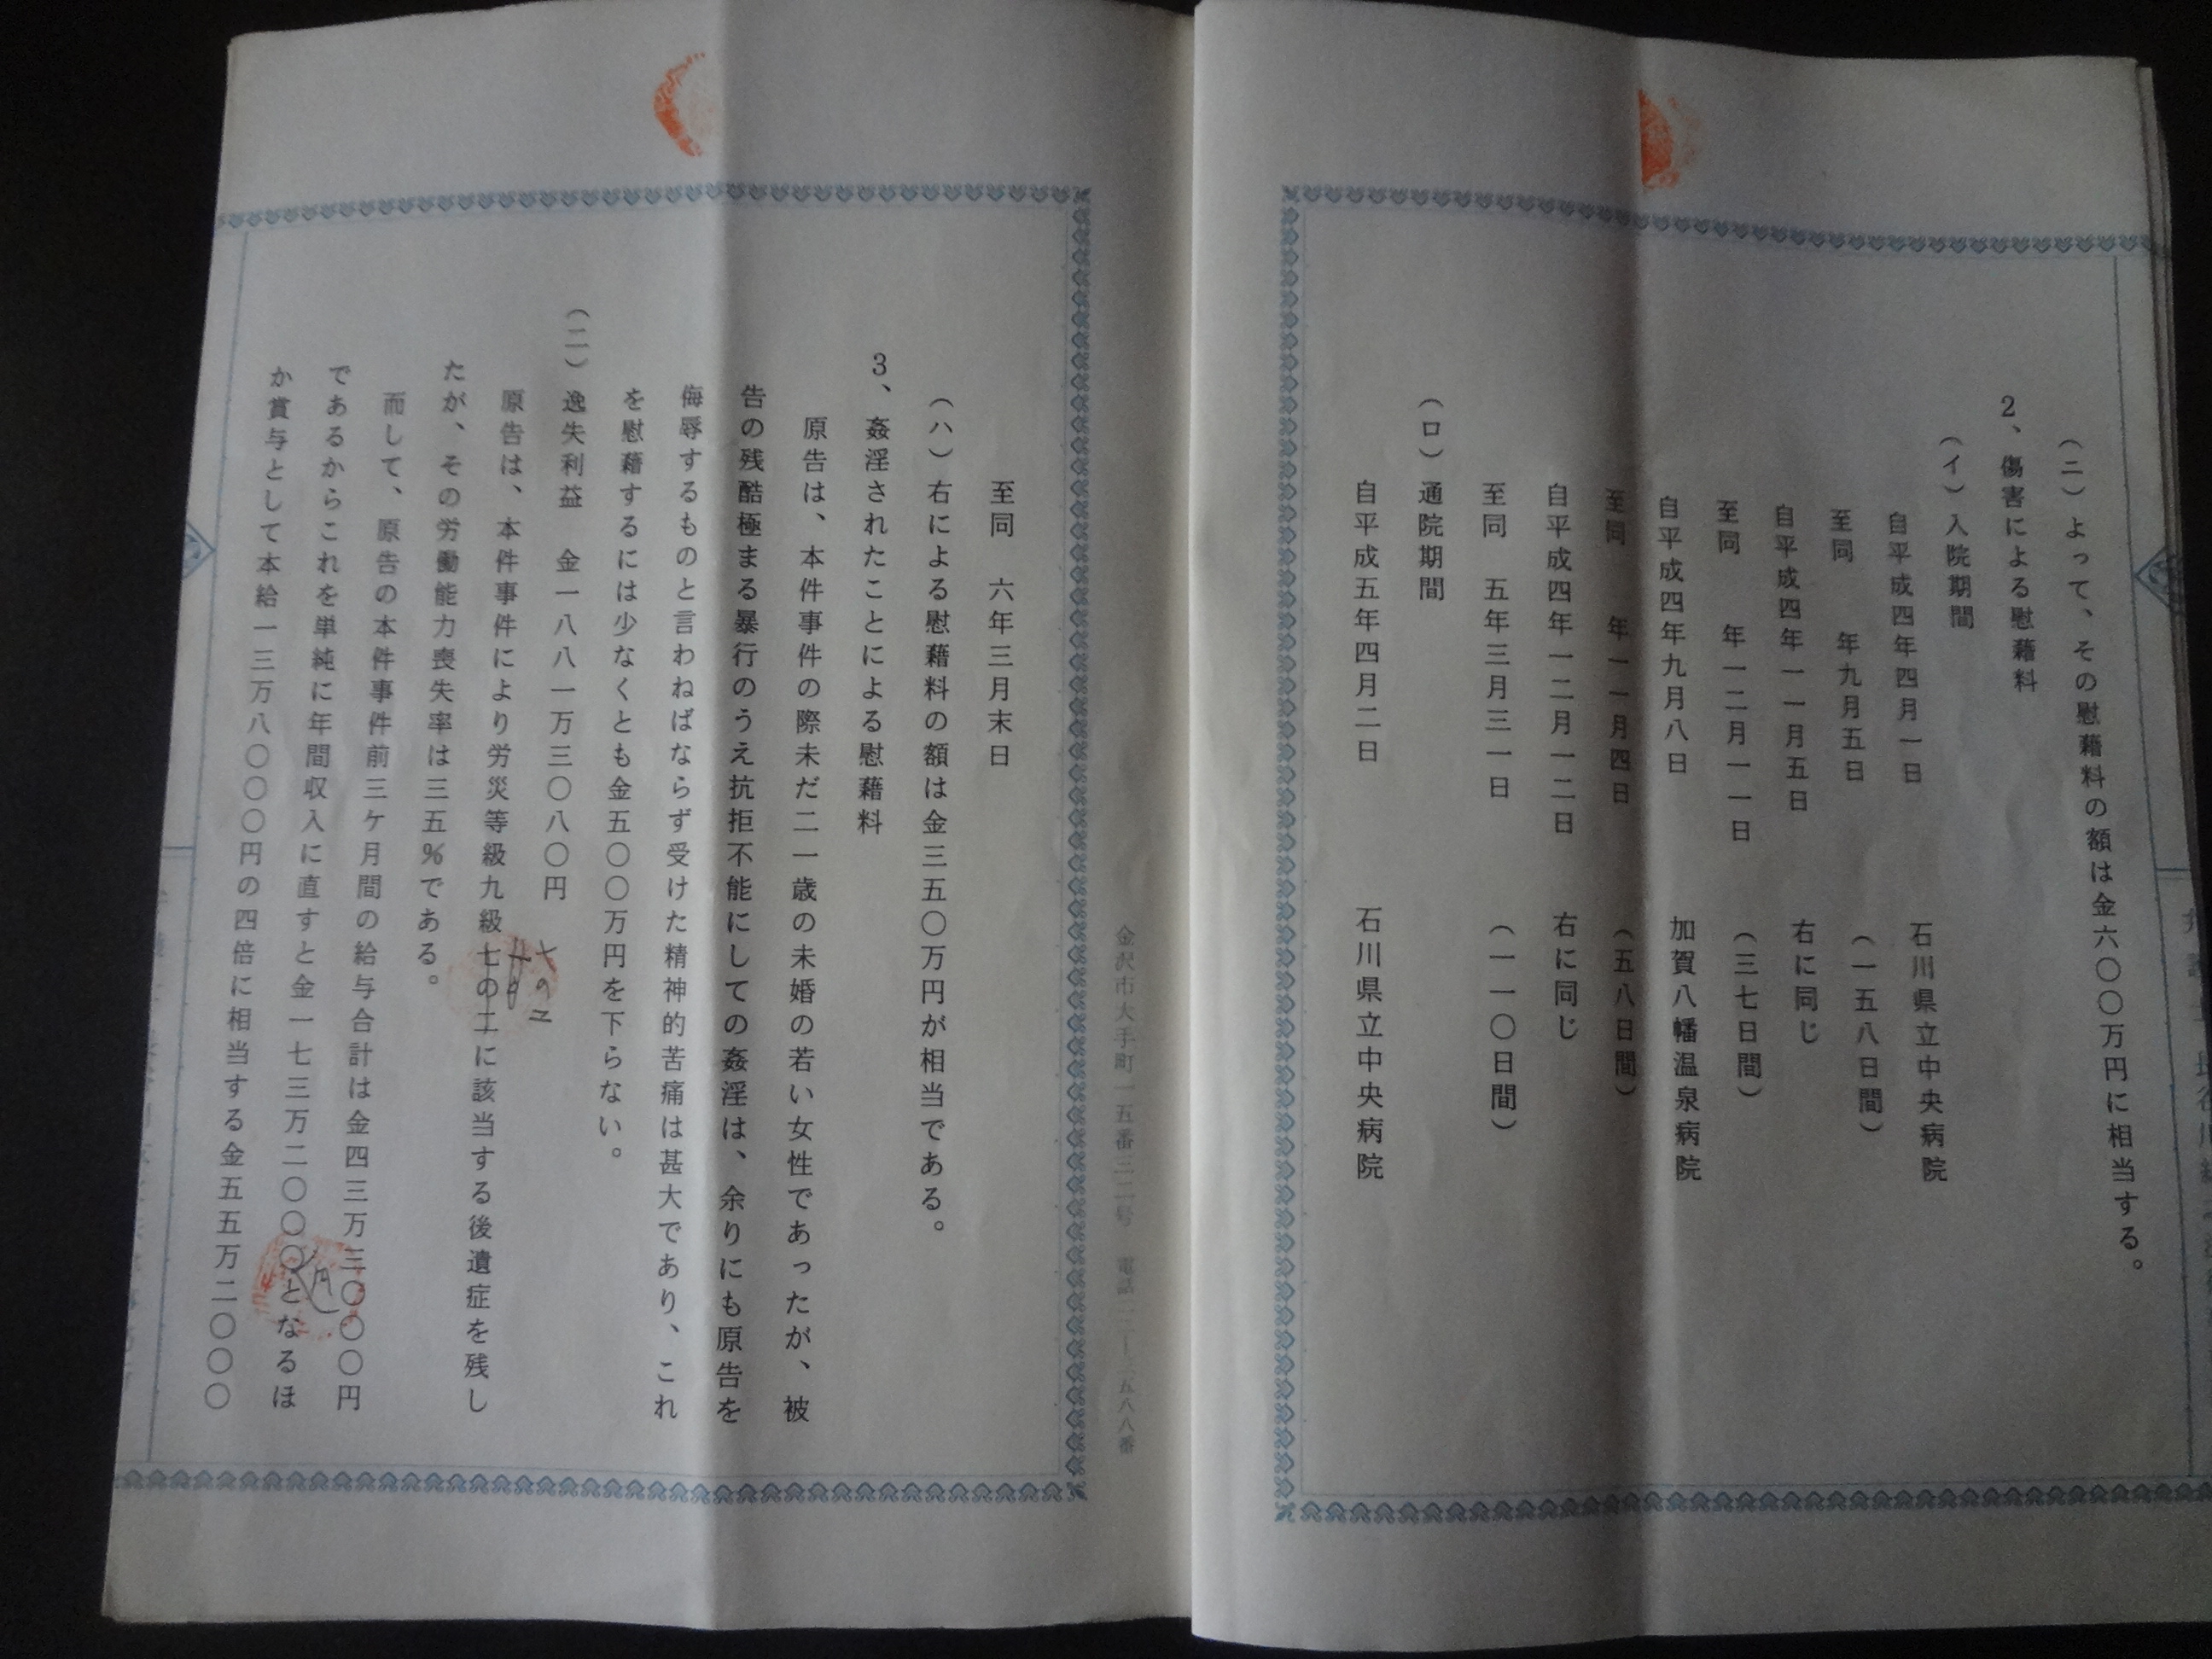 (ニ)よって、その慰藉料の額は金六〇〇万円に相当する。
2、傷害による慰藉料
(イ)入院期間
自平成四年四月一日 石川県立中央病院
至同 年九月五日 (一五八日間)
自平成四年一一月五日 右に同じ
至同 年一二月一一日 (三七日間)
自平成四年九月八日 加賀八幡温泉病院
至同 年一一月四日 (五八日間)
自平成四年一二月一二日 右に同じ
至同 五年三月三一日 (一一〇日間)
(ロ)通院期間
自平成五年四月二日 石川県立中央病院
金沢市大手町一五番三二号 電話
至同 六年三月末日
(ハ)右による慰藉料の額は金三五〇万円が相当である。
3、姦淫されたことによる慰藉料
原告は、本件事件の際未だ二一歳の未婚の若い女性であったが、被
告の残酷極まる暴行のうえ抗拒不能にしての姦淫は、余りにも原告を
侮辱するものと言わねばならず受けた精神的苦痛は甚大であり、これ
を慰藉するには少なくとも金五〇〇万円を下らない。
(二)逸失利益 金一八八一万三〇八〇円
七の2
原告は、本件事件により労災等級九級七の二に該当する後遺症を残し
たが、その労働能力喪失率は三五%である。
而して、原告の本件事件前三ケ月間の給与合計は金四三万三〇〇〇円
円
であるからこれを単純に年間収入に直すと金一七三万二〇〇〇となるほ
か賞与として本給一三万八〇〇〇円の四倍に相当する金五五万二〇〇〇